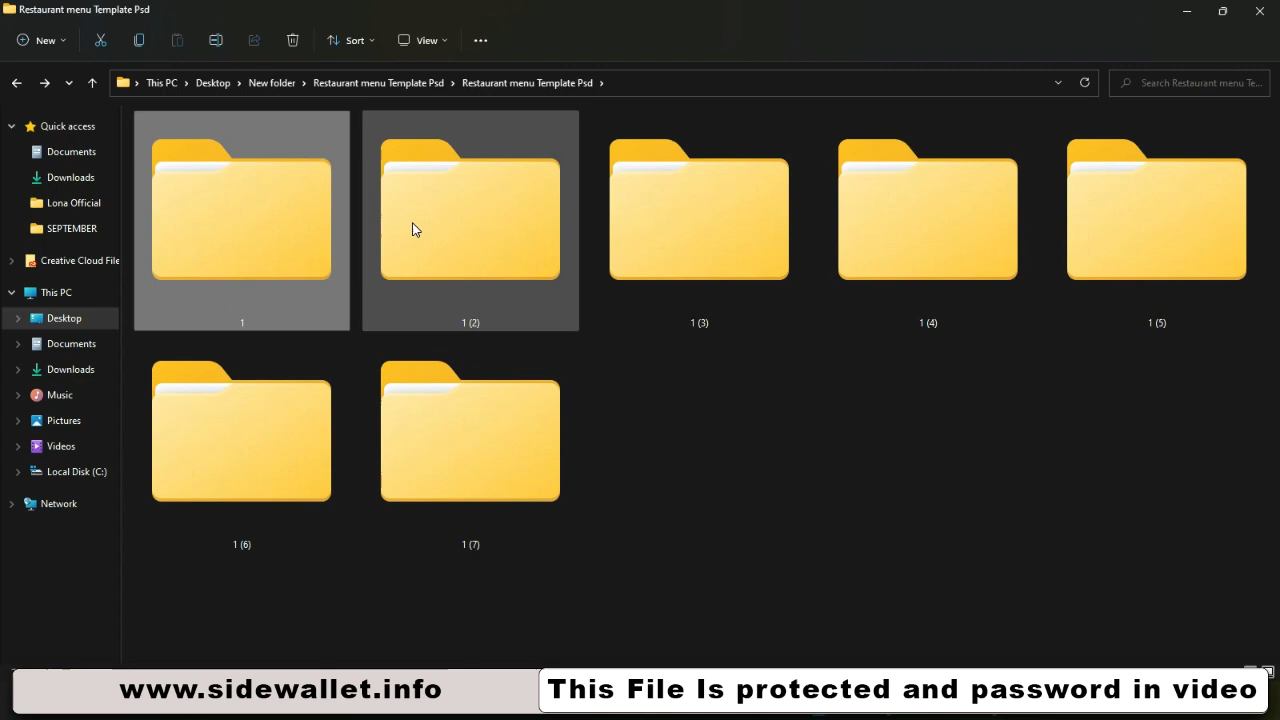 Restaurant menu Template Psd
New
Sort
View
This PC › Desktop › New folder › Restaurant menu Template Psd › Restaurant menu Template Psd ›
Search Restaurant menu Te...
Quick access
Documents
Downloads
Lona Official
SEPTEMBER
Creative Cloud File
This PC
Desktop
Documents
Downloads
Music
Pictures
Videos
Local Disk (C:)
Network
1
1 (2)
1 (3)
1 (4)
1 (5)
1 (6)
1 (7)
www.sidewallet.info
This File Is protected and password in video